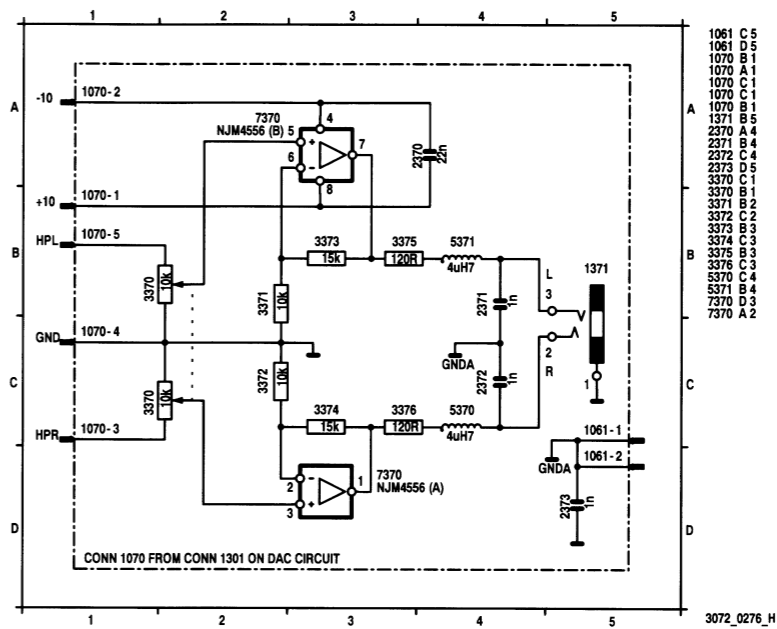 1 2 3 4 5
1061 C 5
1061 D 5
1070 B 1
1070 A 1
1070 C 1
1070 C 1
1070 B 1
1371 B 5
2370 A 4
2371 B 4
2372 C 4
2373 D 5
3370 C 1
3370 B 1
3371 B 2
3372 C 2
3373 B 3
3374 C 3
3375 B 3
3376 C 3
5370 C 4
5371 B 4
7370 D 3
7370 A 2
A
A
-10
1070-2
7370
NJM4556 (B)
4
5
+
7
6
-
8
2370
22n
+10
1070-1
B
B
HPL
1070-5
3370
10k
3373
15k
3375
120R
5371
4uH7
3371
10k
2371
1n
L
3
1371
GND
1070-4
GNDA
2
R
1
C
C
3372
10k
2372
1n
3370
10k
3374
15k
3376
120R
5370
4uH7
HPR
1070-3
1061-1
GNDA
1061-2
2
-
1
3
+
7370
NJM4556 (A)
2373
1n
D
D
CONN 1070 FROM CONN 1301 ON DAC CIRCUIT
1 2 3 4 5
3072_0276_H